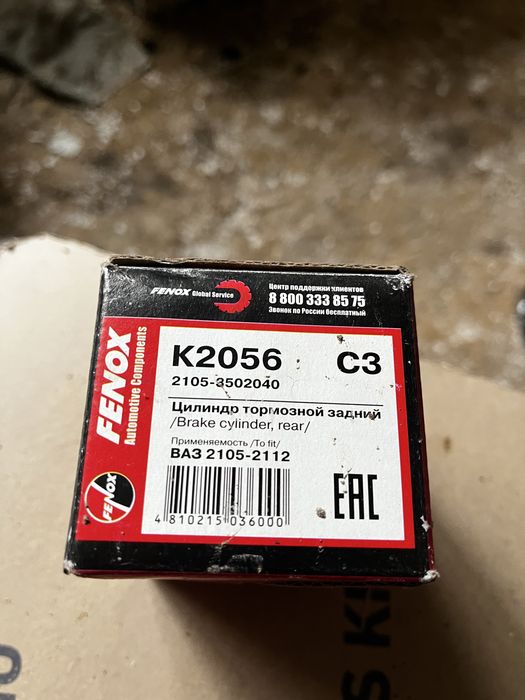 FENOX Global Service
Центр поддержки клиентов
8 800 333 85 75
Звонок по России бесплатный
FENOX
Automotive Components
FENOX
K2056 C3
2105-3502040
Цилиндр тормозной задний
/Brake cylinder, rear/
Применяемость /To fit/
ВАЗ 2105-2112
4 810215 036000
EAC